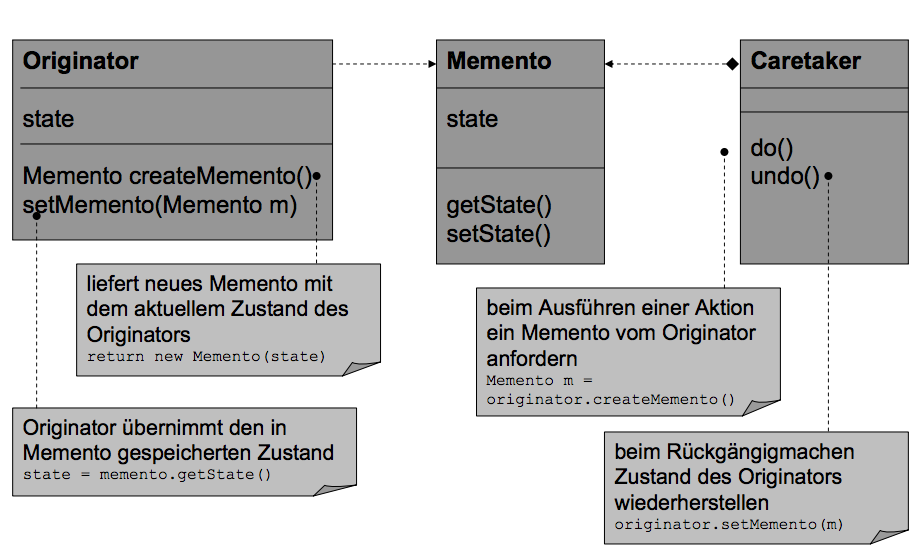 Originator
state
Memento createMemento()
setMemento(Memento m)
Memento
state
getState()
setState()
Caretaker
do()
undo()
liefert neues Memento mit
dem aktuellem Zustand des
Originators
return new Memento(state)
Originator übernimmt den in
Memento gespeicherten Zustand
state = memento.getState()
beim Ausführen einer Aktion
ein Memento vom Originator
anfordern
Memento m =
originator.createMemento()
beim Rückgängigmachen
Zustand des Originators
wiederherstellen
originator.setMemento(m)